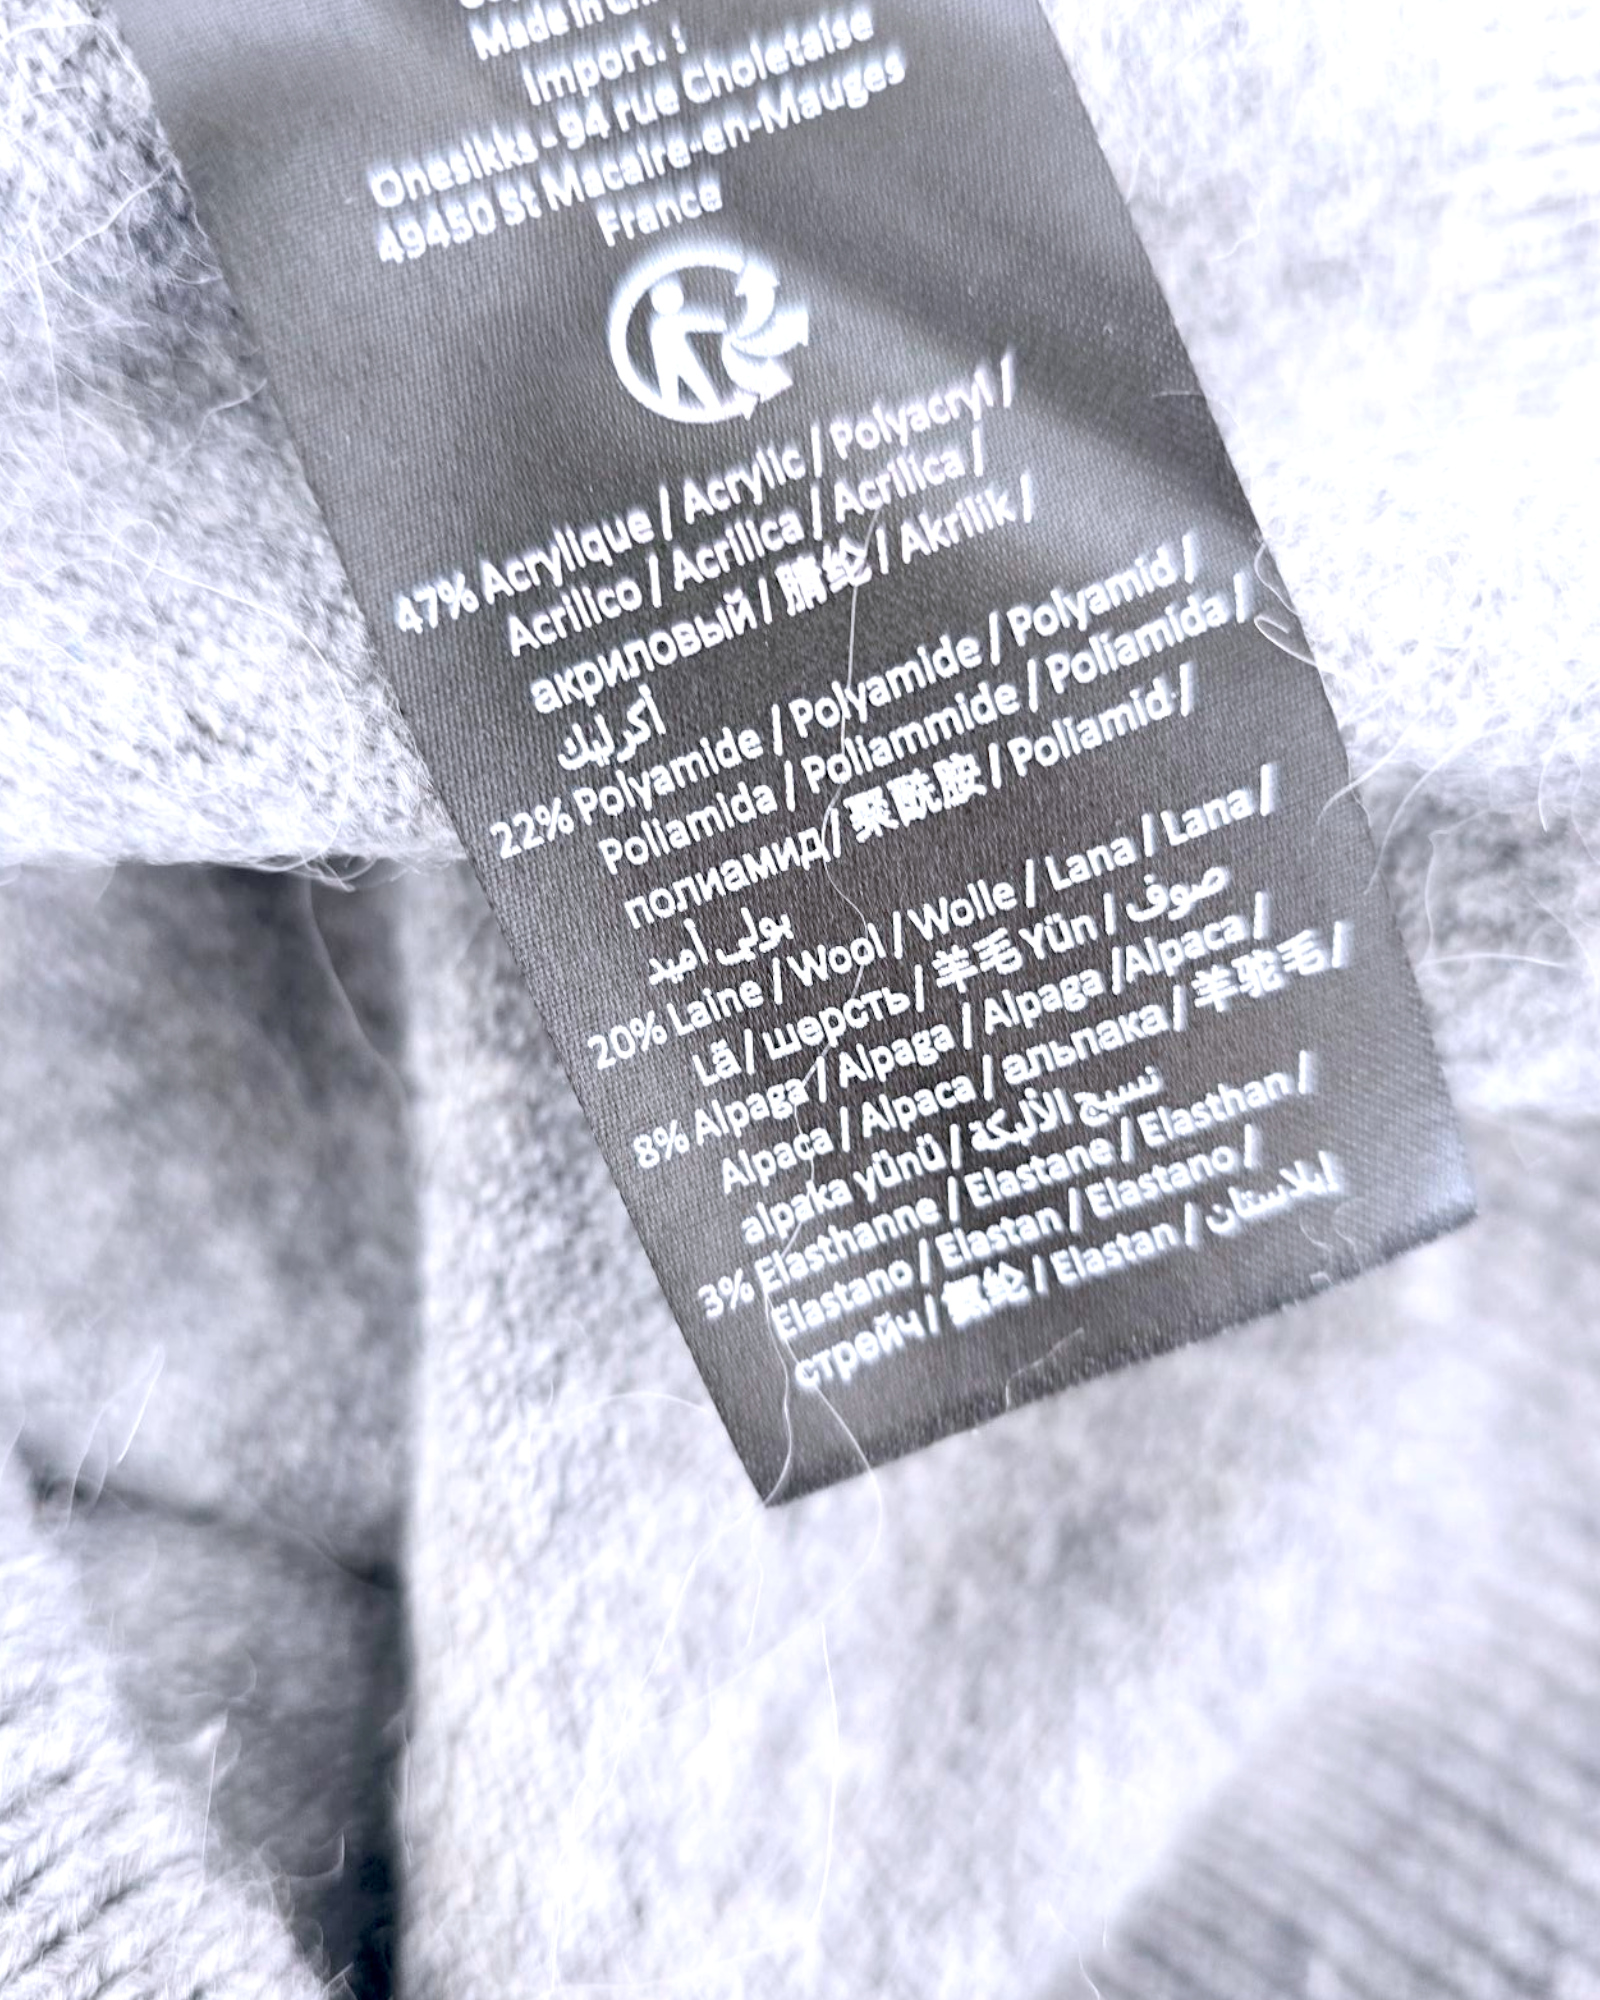 Made in
Import. :
Onesikks - 94 rue Choletaise
49450 St Macaire-en-Mauges
France
47% Acrylique / Acrylic / Polyacryl /
Acrilico / Acrilica / Acrilica /
акриловый / 腈纶 / Akrilik /
أكرليك
22% Polyamide / Polyamide / Polyamid /
Poliamida / Poliammide / Poliamida /
полиамид / 聚酰胺 / Poliamid /
بولي أميد
20% Laine / Wool / Wolle / Lana / Lana /
Lã / шерсть / 羊毛 Yün / صوف
8% Alpaga / Alpaga / Alpaga /Alpaca /
Alpaca / Alpaca / альпака / 羊驼毛 /
alpaka yünü / نسيج الألبكة
3% Elasthanne / Elastane / Elasthan /
Elastano / Elastan / Elastano /
стрейч / 氨纶 / Elastan / إيلاستان